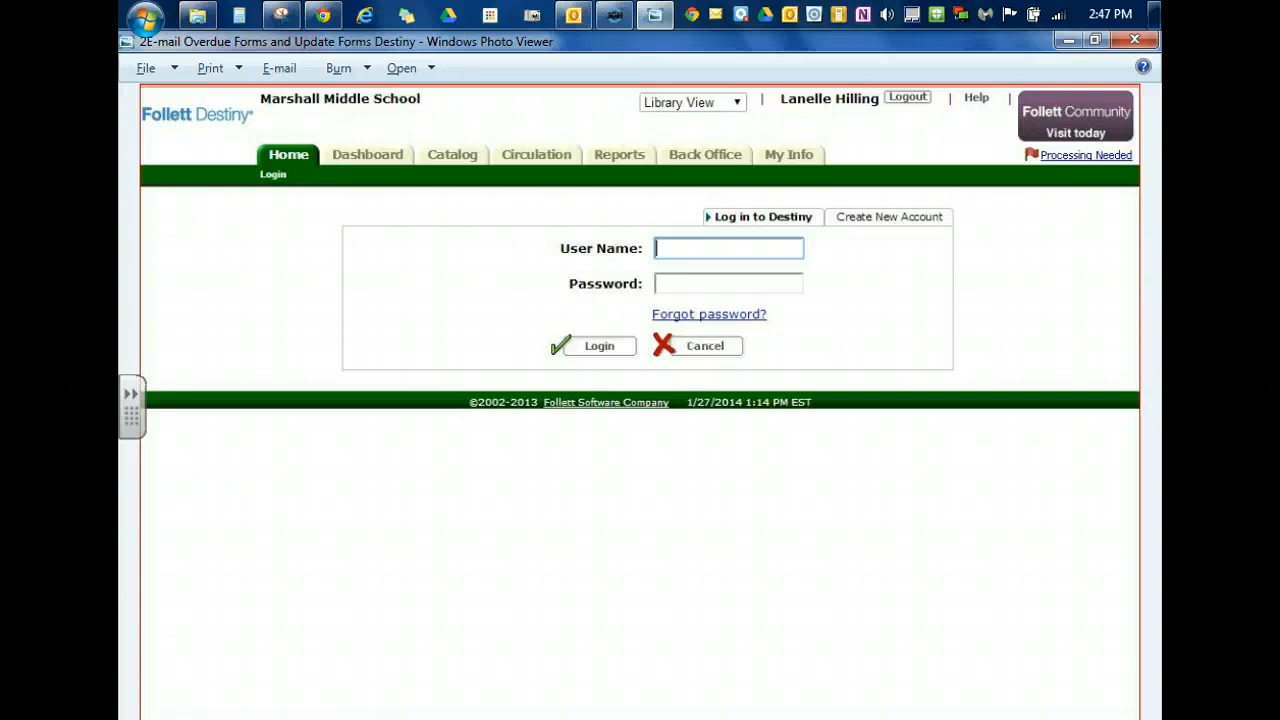 2:47 PM
2E-mail Overdue Forms and Update Forms Destiny - Windows Photo Viewer
File Print E-mail Burn Open
Marshall Middle School Library View | Lanelle Hilling Logout | Help |
Follett Destiny
Follett Community
Visit today
Home Dashboard Catalog Circulation Reports Back Office My Info Processing Needed
Login
Log in to Destiny Create New Account
User Name:
Password:
Forgot password?
Login Cancel
©2002-2013 Follett Software Company 1/27/2014 1:14 PM EST